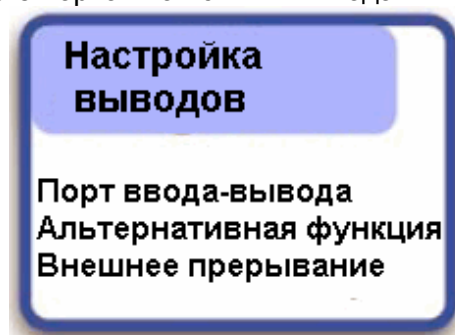 Настройка
выводов
Порт ввода-вывода
Альтернативная функция
Внешнее прерывание